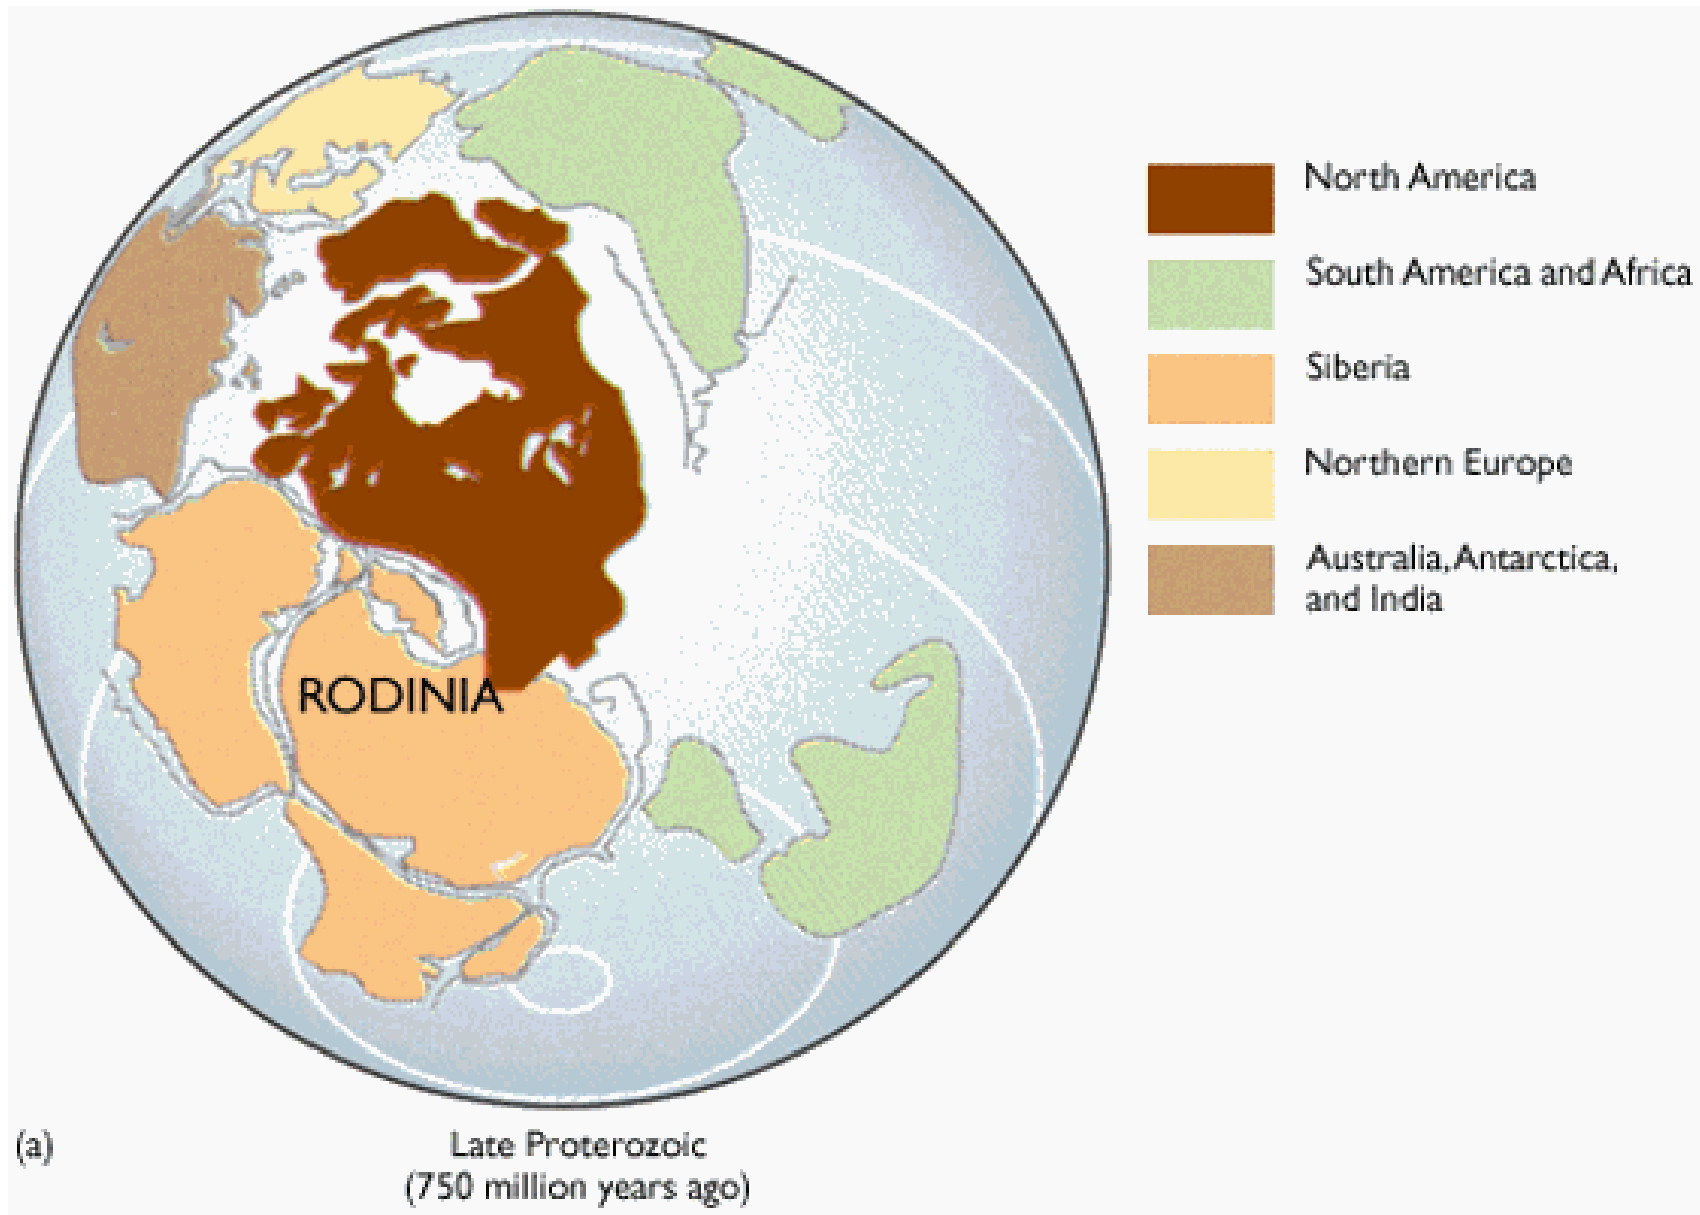 North America
South America and Africa
Siberia
Northern Europe
Australia, Antarctica,
and India
RODINIA
(a)
Late Proterozoic
(750 million years ago)